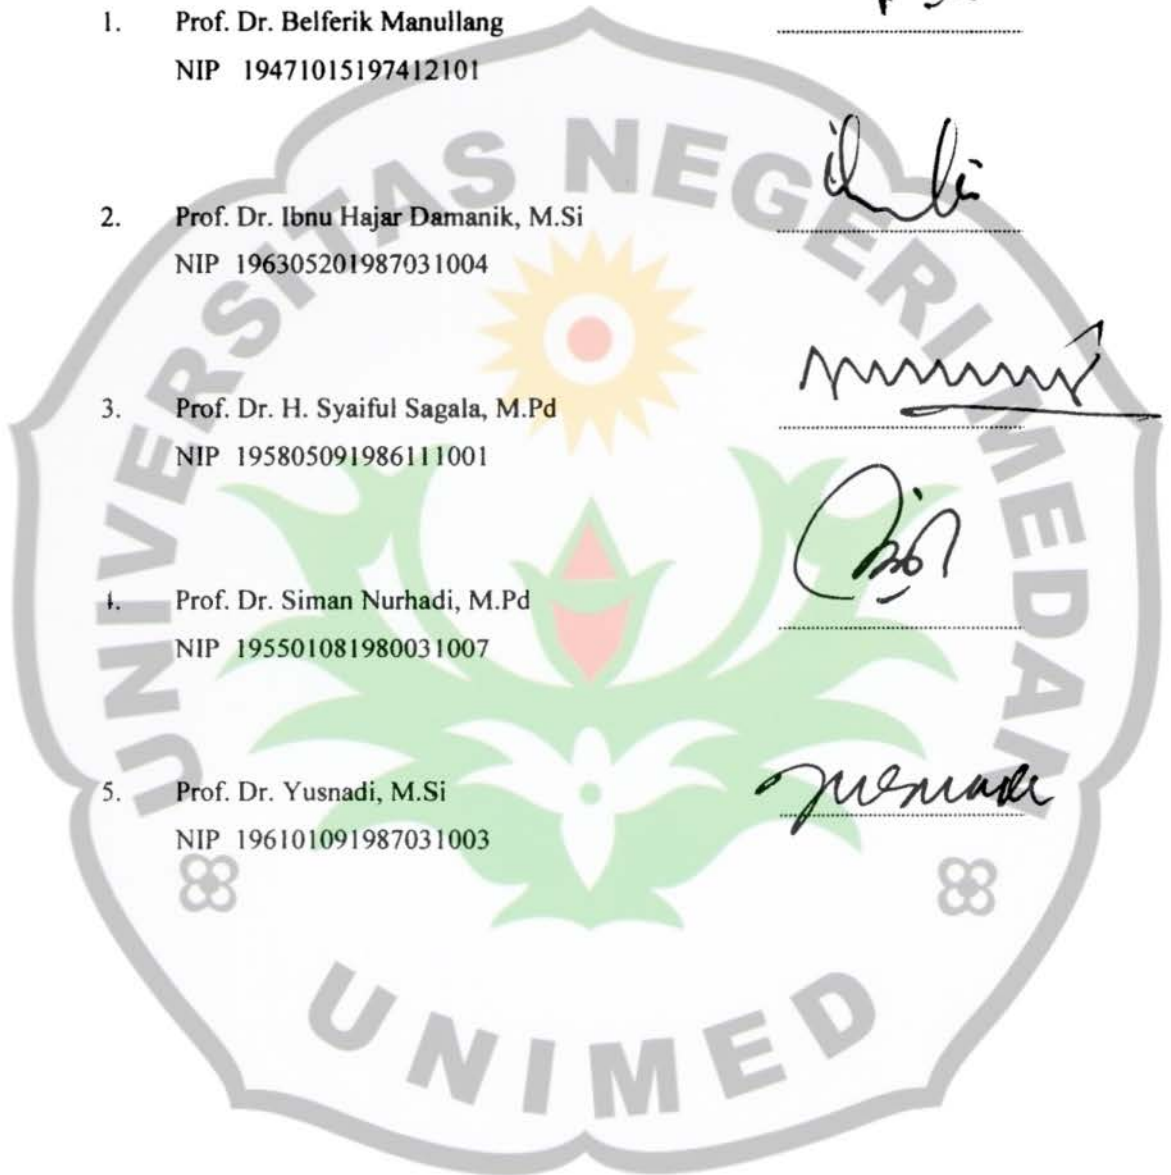 1. Prof. Dr. Belferik Manullang
NIP 19471015197412101
2. Prof. Dr. Ibnu Hajar Damanik, M.Si
NIP 196305201987031004
3. Prof. Dr. H. Syaiful Sagala, M.Pd
NIP 195805091986111001
Prof. Dr. Siman Nurhadi, M.Pd
NIP 195501081980031007
5. Prof. Dr. Yusnadi, M.Si
NIP 196101091987031003
UNIVERSITAS NEGERI MEDAN
UNIMED